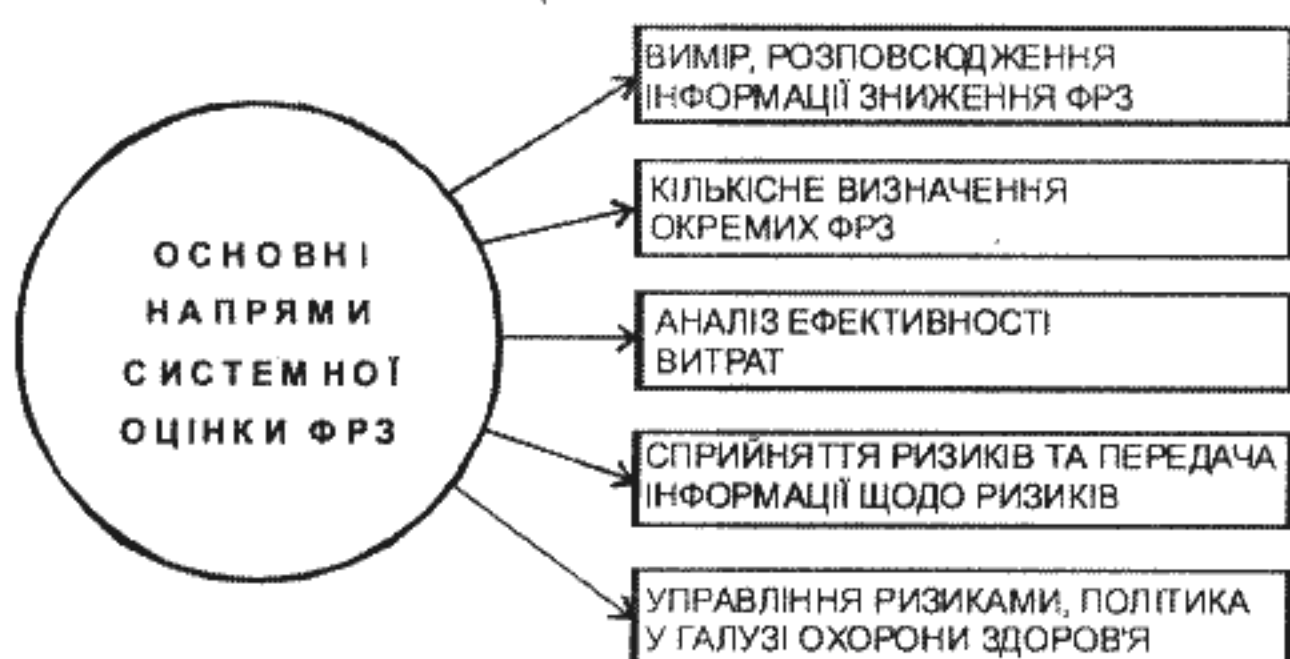 ОСНОВНІ
НАПРЯМИ
СИСТЕМНОЇ
ОЦІНКИ ФРЗ
ВИМІР, РОЗПОВСЮДЖЕННЯ
ІНФОРМАЦІЇ ЗНИЖЕННЯ ФРЗ
КІЛЬКІСНЕ ВИЗНАЧЕННЯ
ОКРЕМИХ ФРЗ
АНАЛІЗ ЕФЕКТИВНОСТІ
ВИТРАТ
СПРИЙНЯТТЯ РИЗИКІВ ТА ПЕРЕДАЧА
ІНФОРМАЦІЇ ЩОДО РИЗИКІВ
УПРАВЛІННЯ РИЗИКАМИ, ПОЛІТИКА
У ГАЛУЗІ ОХОРОНИ ЗДОРОВ'Я